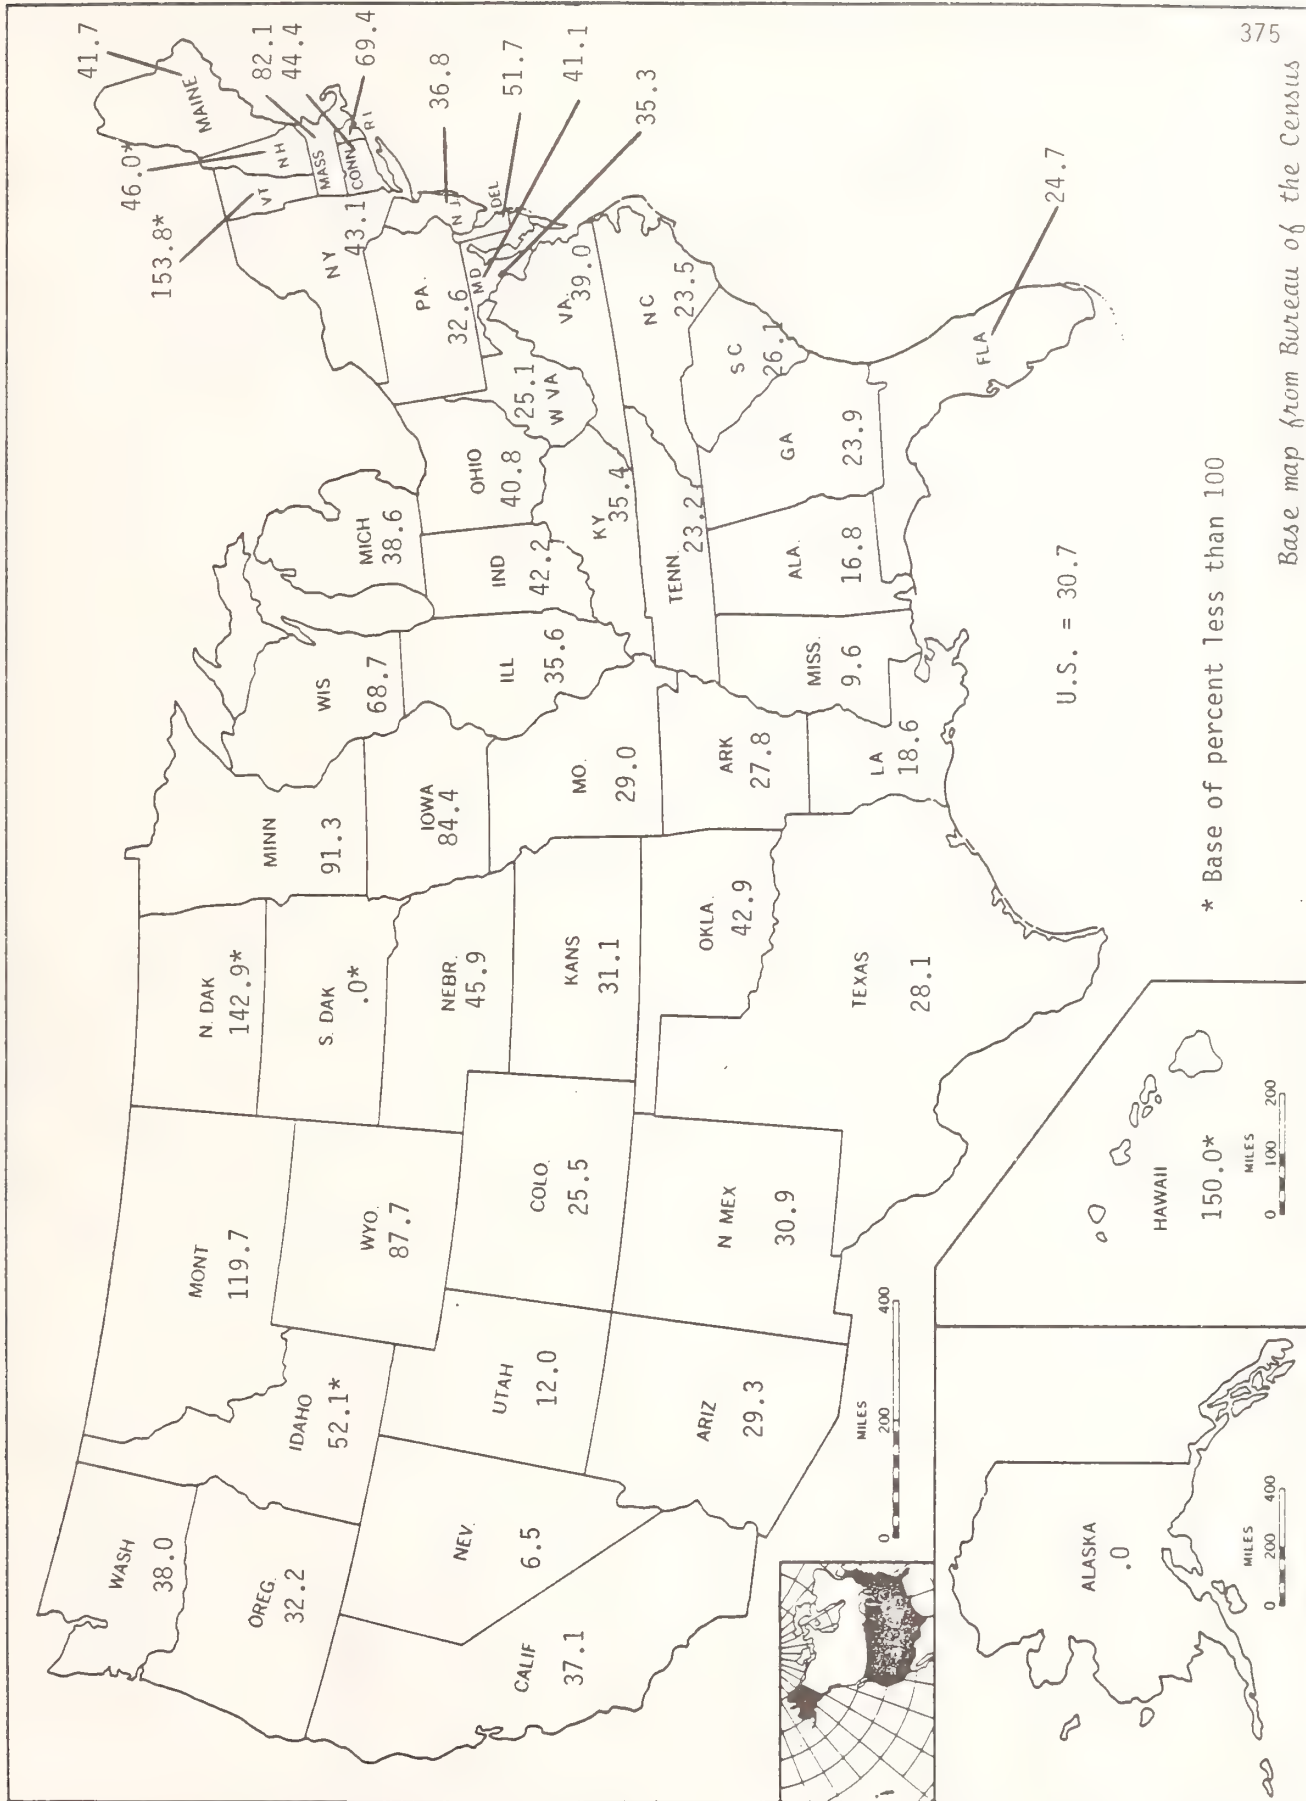 375
WASH
38.0
OREG.
32.2
CALIF
37.1
NEV.
6.5
IDAHO
52.1*
MONT
119.7
WYO.
87.7
UTAH
12.0
ARIZ
29.3
COLO.
25.5
N MEX
30.9
N. DAK
142.9*
S. DAK
.0*
NEBR.
45.9
KANS
31.1
OKLA.
42.9
TEXAS
28.1
MINN
91.3
IOWA
84.4
MO.
29.0
ARK
27.8
LA
18.6
WIS
68.7
ILL
35.6
MISS.
9.6
MICH
38.6
IND
42.2
OHIO
40.8
KY
35.4
TENN.
23.2
ALA.
16.8
GA
23.9
FLA
24.7
S C
26.1
N C
23.5
VA.
39.0
W VA
25.1
PA.
32.6
NY
43.1
VT
153.8*
N H
46.0*
MAINE
41.7
MASS
82.1
CONN
44.4
R I
69.4
N J
36.8
DEL
51.7
MD
41.1
35.3
U.S. = 30.7
* Base of percent less than 100
Base map from Bureau of the Census
MILES
0 200 400
ALASKA
.0
MILES
0 200 400
HAWAII
150.0*
MILES
0 100 200